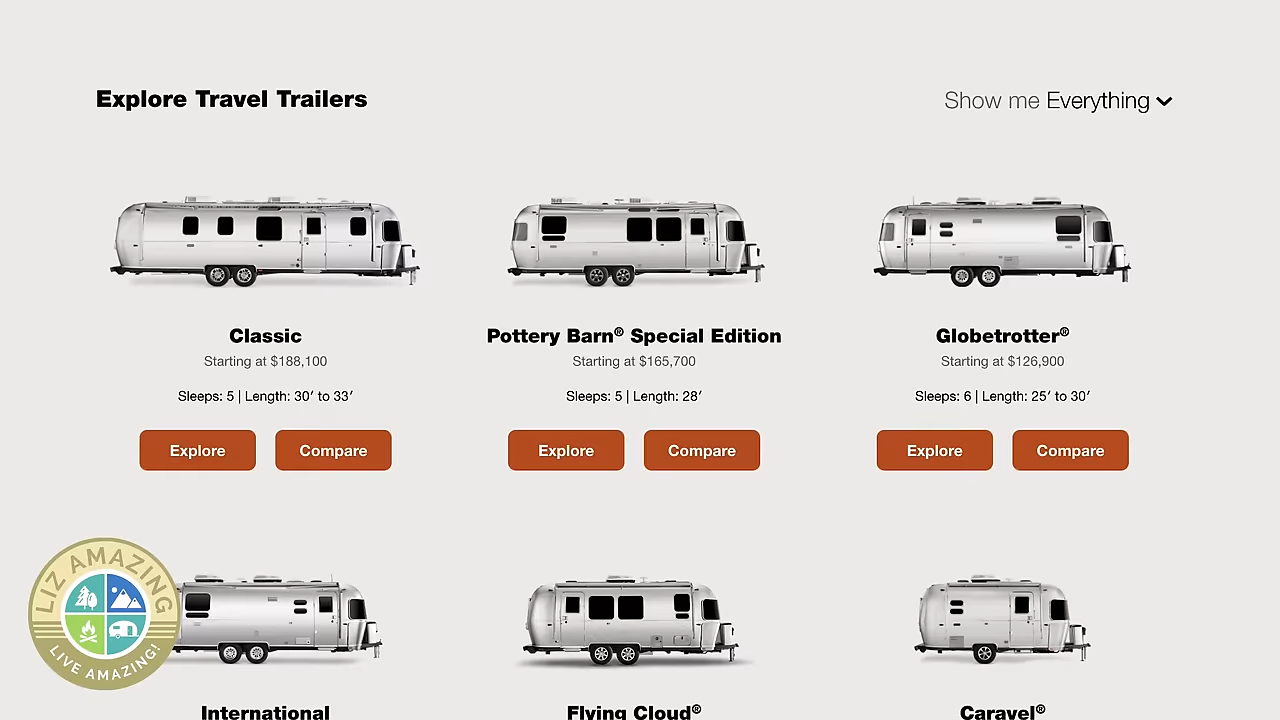 Explore Travel Trailers
Show me Everything
Classic
Starting at $188,100
Sleeps: 5 | Length: 30′ to 33′
Explore
Compare
Pottery Barn® Special Edition
Starting at $165,700
Sleeps: 5 | Length: 28′
Explore
Compare
Globetrotter®
Starting at $126,900
Sleeps: 6 | Length: 25′ to 30′
Explore
Compare
LIZ AMAZING
LIVE AMAZING!
International
Flying Cloud®
Caravel®